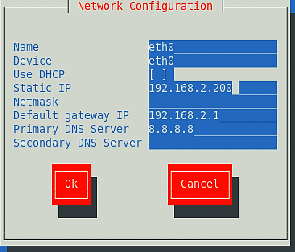 Network Configuration
Name eth0
Device eth0
Use DHCP [ ]
Static IP 192.168.2.200
Netmask
Default gateway IP 192.168.2.1
Primary DNS Server 8.8.8.8
Secondary DNS Server
Ok Cancel